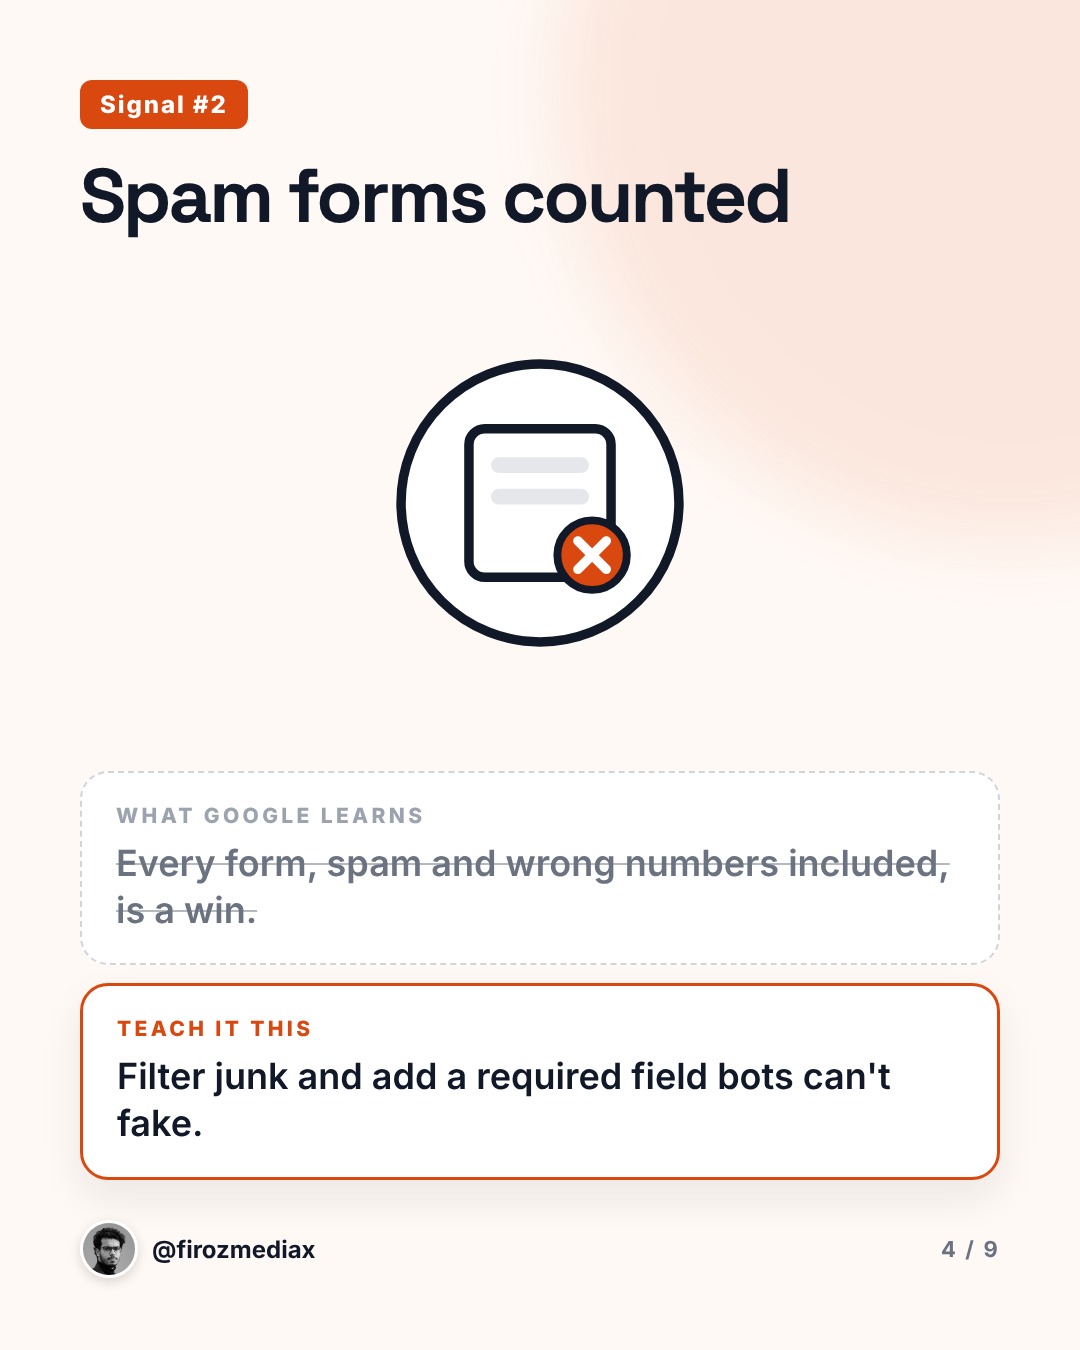 Signal #2
Spam forms counted
WHAT GOOGLE LEARNS
Every form, spam and wrong numbers included,
is a win.
TEACH IT THIS
Filter junk and add a required field bots can't
fake.
@firozmediax
4 / 9